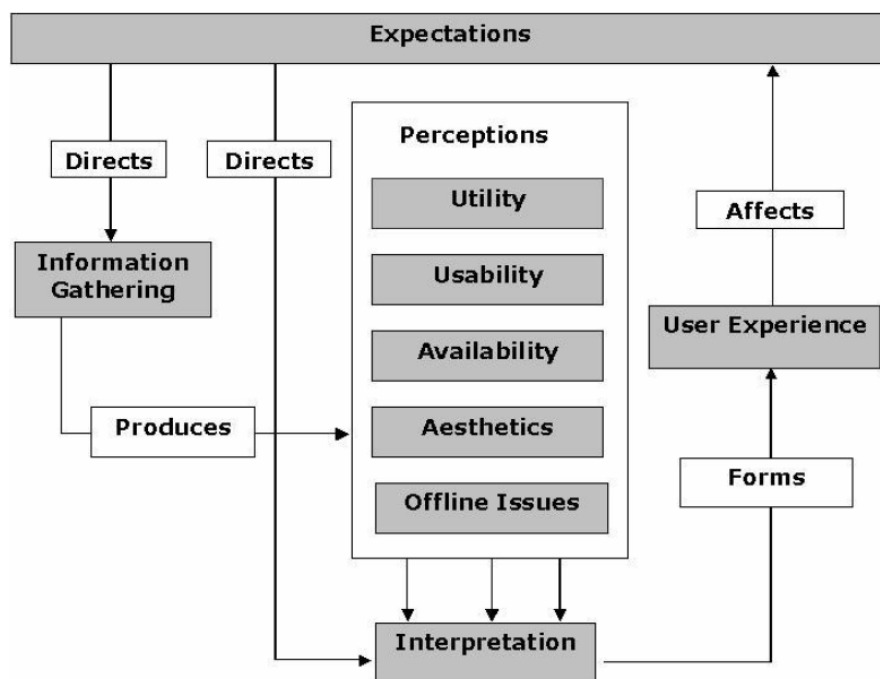 Expectations
Directs
Directs
Perceptions
Utility
Usability
Availability
Aesthetics
Offline Issues
Information
Gathering
Produces
Affects
User Experience
Forms
Interpretation